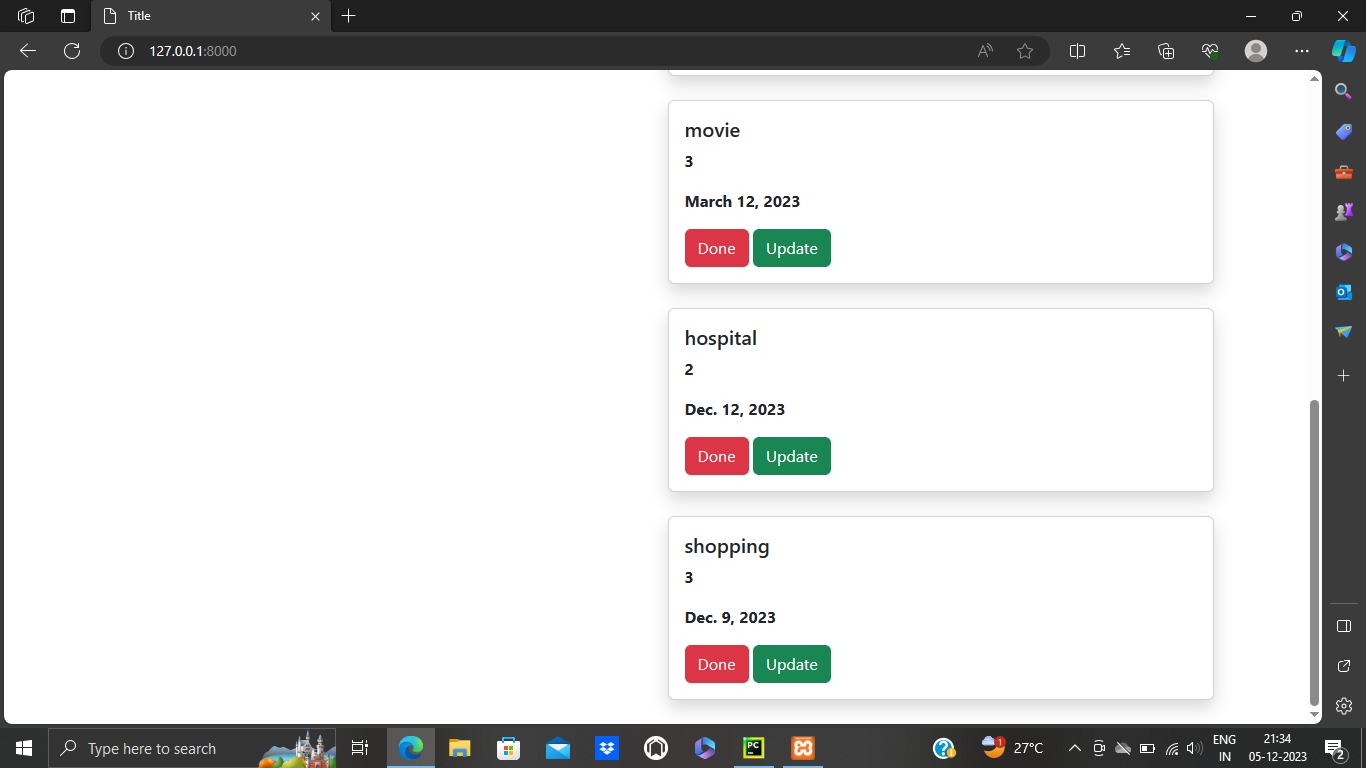 Title
127.0.0.1:8000
movie
3
March 12, 2023
Done Update
hospital
2
Dec. 12, 2023
Done Update
shopping
3
Dec. 9, 2023
Done Update
Type here to search
PC
1
27°C
ENG
IN
21:34
05-12-2023
2